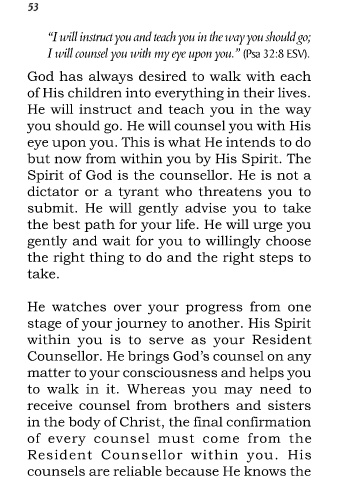 53
“I will instruct you and teach you in the way you should go;
I will counsel you with my eye upon you.” (Psa 32:8 ESV).
God has always desired to walk with each
of His children into everything in their lives.
He will instruct and teach you in the way
you should go. He will counsel you with His
eye upon you. This is what He intends to do
but now from within you by His Spirit. The
Spirit of God is the counsellor. He is not a
dictator or a tyrant who threatens you to
submit. He will gently advise you to take
the best path for your life. He will urge you
gently and wait for you to willingly choose
the right thing to do and the right steps to
take.
He watches over your progress from one
stage of your journey to another. His Spirit
within you is to serve as your Resident
Counsellor. He brings God’s counsel on any
matter to your consciousness and helps you
to walk in it. Whereas you may need to
receive counsel from brothers and sisters
in the body of Christ, the final confirmation
of every counsel must come from the
Resident Counsellor within you. His
counsels are reliable because He knows the